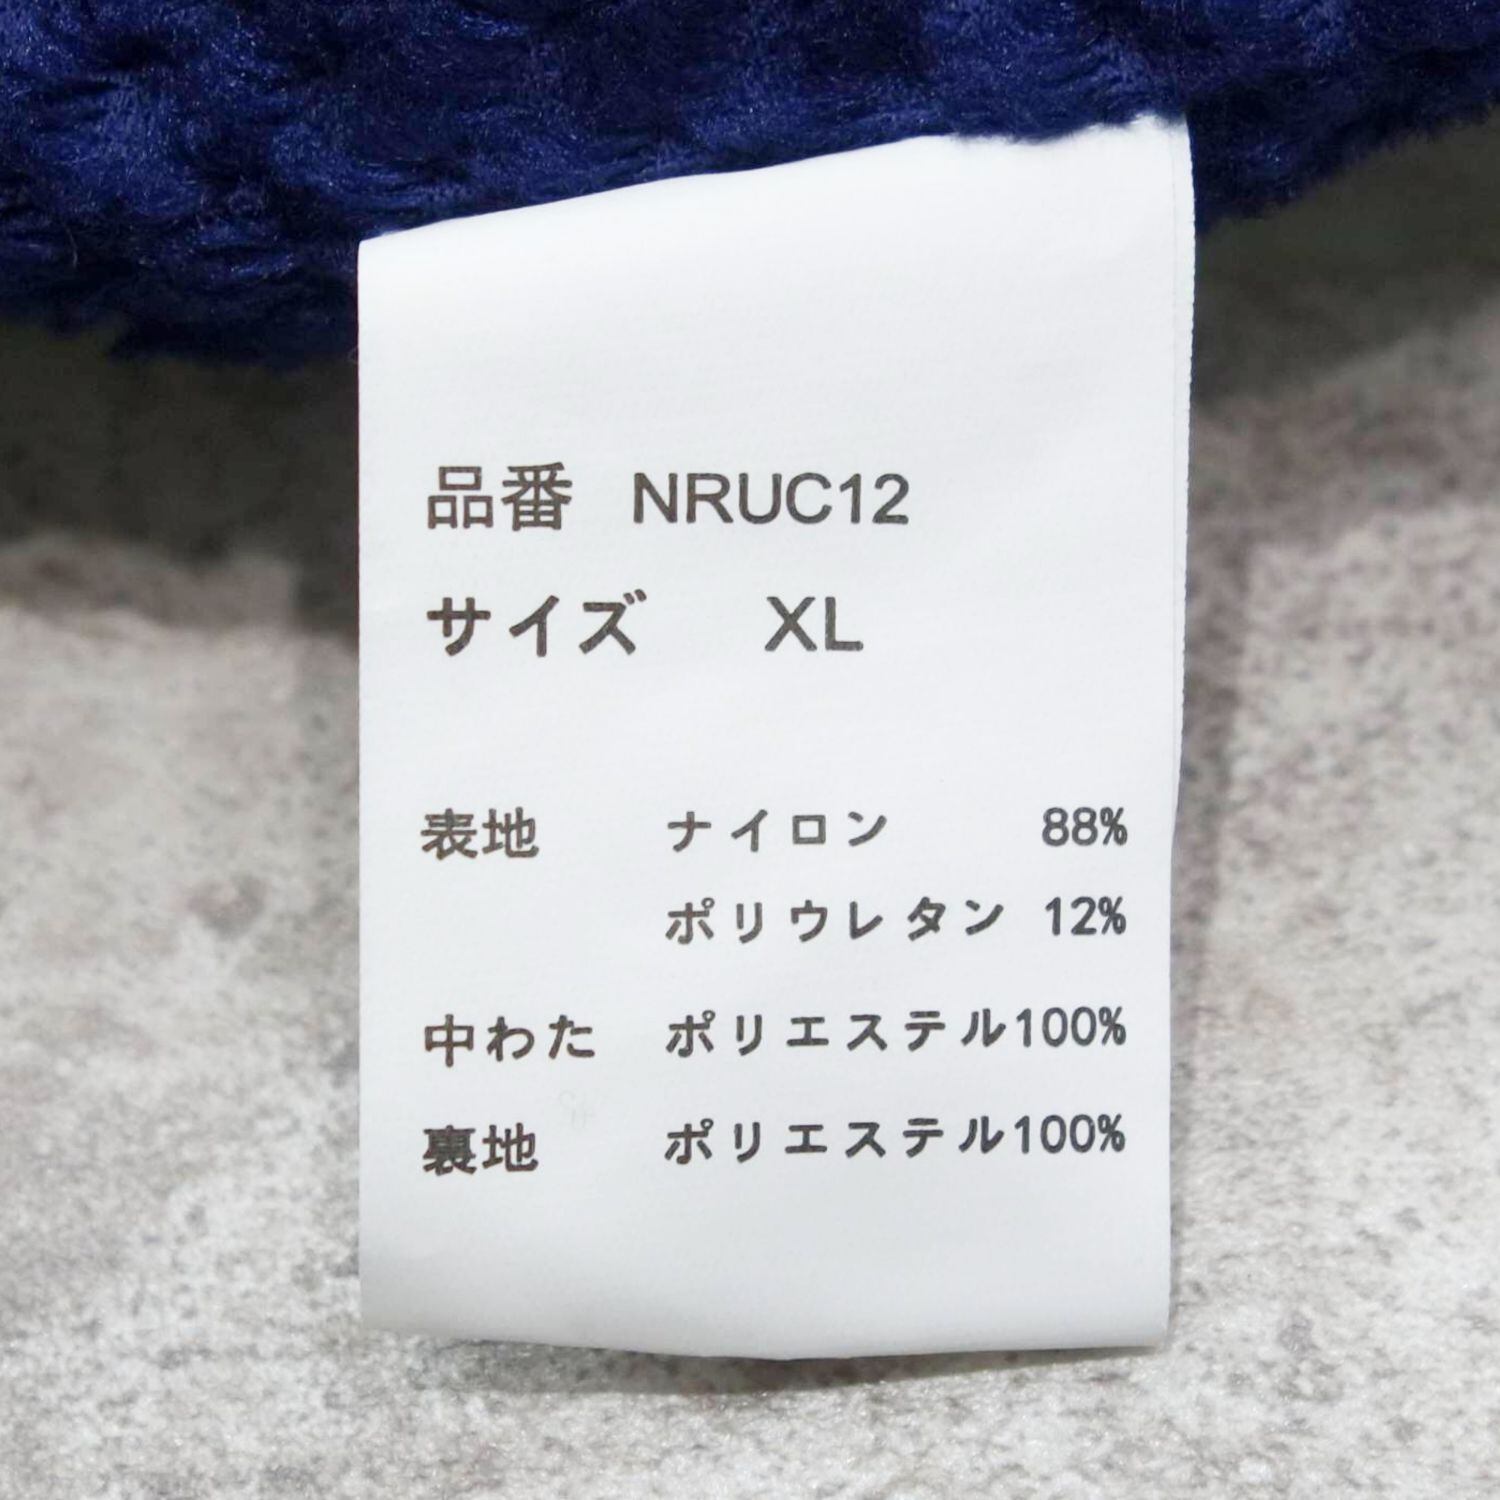 品番 NRUC12
サイズ XL
表地 ナイロン 88%
ポリウレタン 12%
中わた ポリエステル100%
裏地 ポリエステル100%